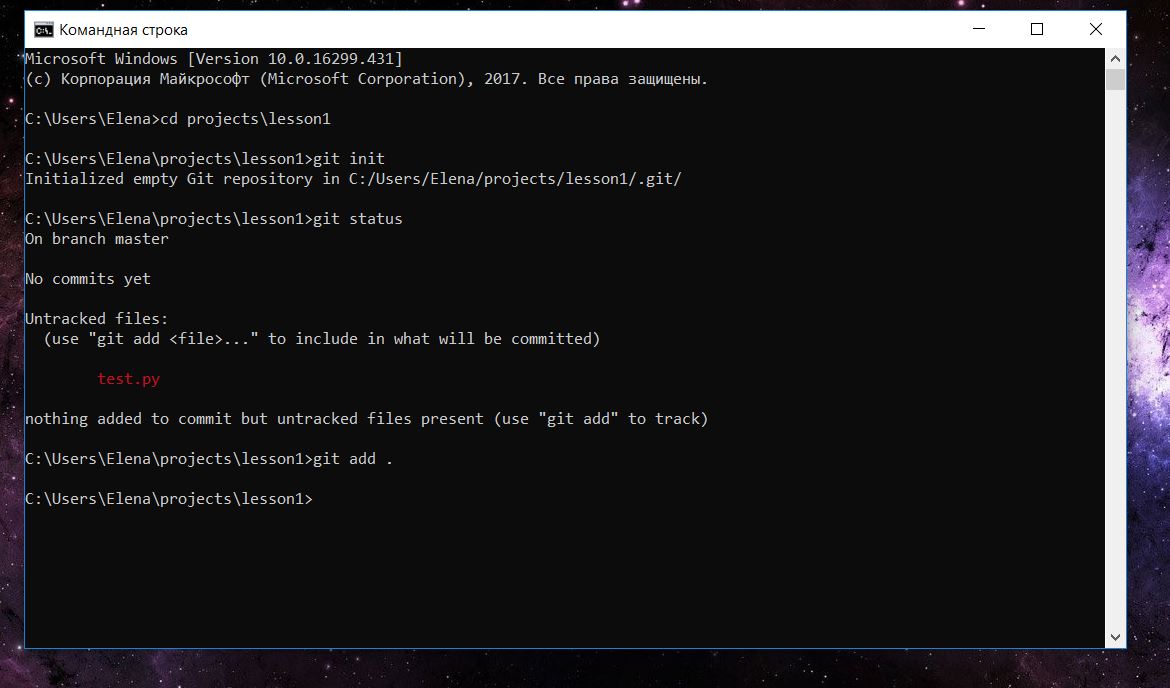 Командная строка
Microsoft Windows [Version 10.0.16299.431]
(c) Корпорация Майкрософт (Microsoft Corporation), 2017. Все права защищены.
C:\Users\Elena>cd projects\lesson1
C:\Users\Elena\projects\lesson1>git init
Initialized empty Git repository in C:/Users/Elena/projects/lesson1/.git/
C:\Users\Elena\projects\lesson1>git status
On branch master
No commits yet
Untracked files:
  (use "git add <file>..." to include in what will be committed)
        test.py
nothing added to commit but untracked files present (use "git add" to track)
C:\Users\Elena\projects\lesson1>git add .
C:\Users\Elena\projects\lesson1>